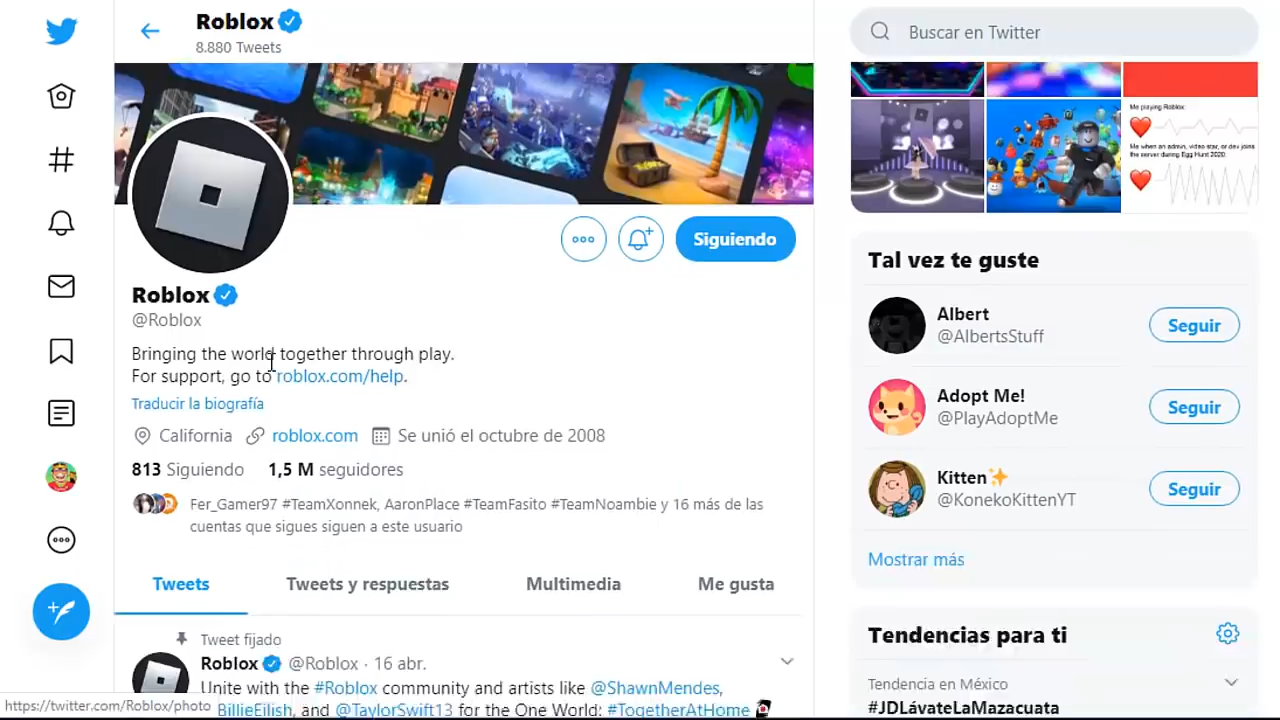 Roblox
8.880 Tweets
Buscar en Twitter
Me playing Roblox:
Me when an admin, video star, or dev joins
the server during Egg Hunt 2020.
Siguiendo
Roblox
@Roblox
Bringing the world together through play.
For support, go to roblox.com/help.
Traducir la biografía
California roblox.com Se unió el octubre de 2008
813 Siguiendo 1,5 M seguidores
Fer_Gamer97 #TeamXonnek, AaronPlace #TeamFasito #TeamNoambie y 16 más de las
cuentas que sigues siguen a este usuario
Tweets Tweets y respuestas Multimedia Me gusta
Tweet fijado
Roblox @Roblox · 16 abr.
Unite with the #Roblox community and artists like @ShawnMendes,
BillieEilish, and @TaylorSwift13 for the One World: #TogetherAtHome
https://twitter.com/Roblox/photo
Tal vez te guste
Albert
@AlbertsStuff
Seguir
Adopt Me!
@PlayAdoptMe
Seguir
Kitten✨
@KonekoKittenYT
Seguir
Mostrar más
Tendencias para ti
Tendencia en México
#JDLávateLaMazacuata